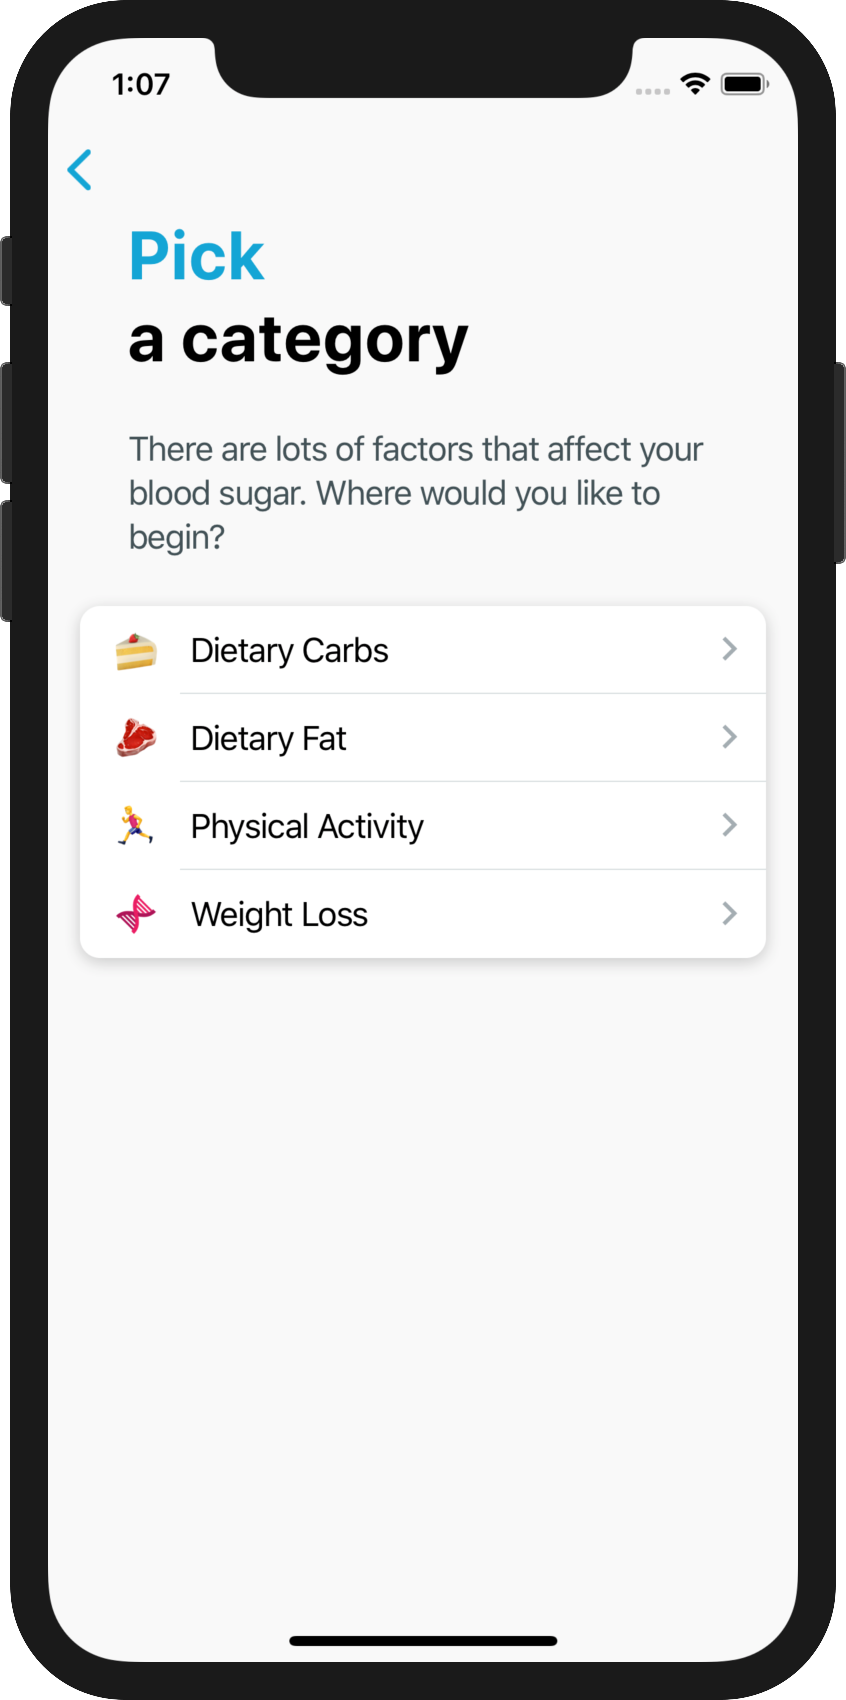 1:07
Pick
a category
There are lots of factors that affect your
blood sugar. Where would you like to
begin?
Dietary Carbs
Dietary Fat
Physical Activity
Weight Loss